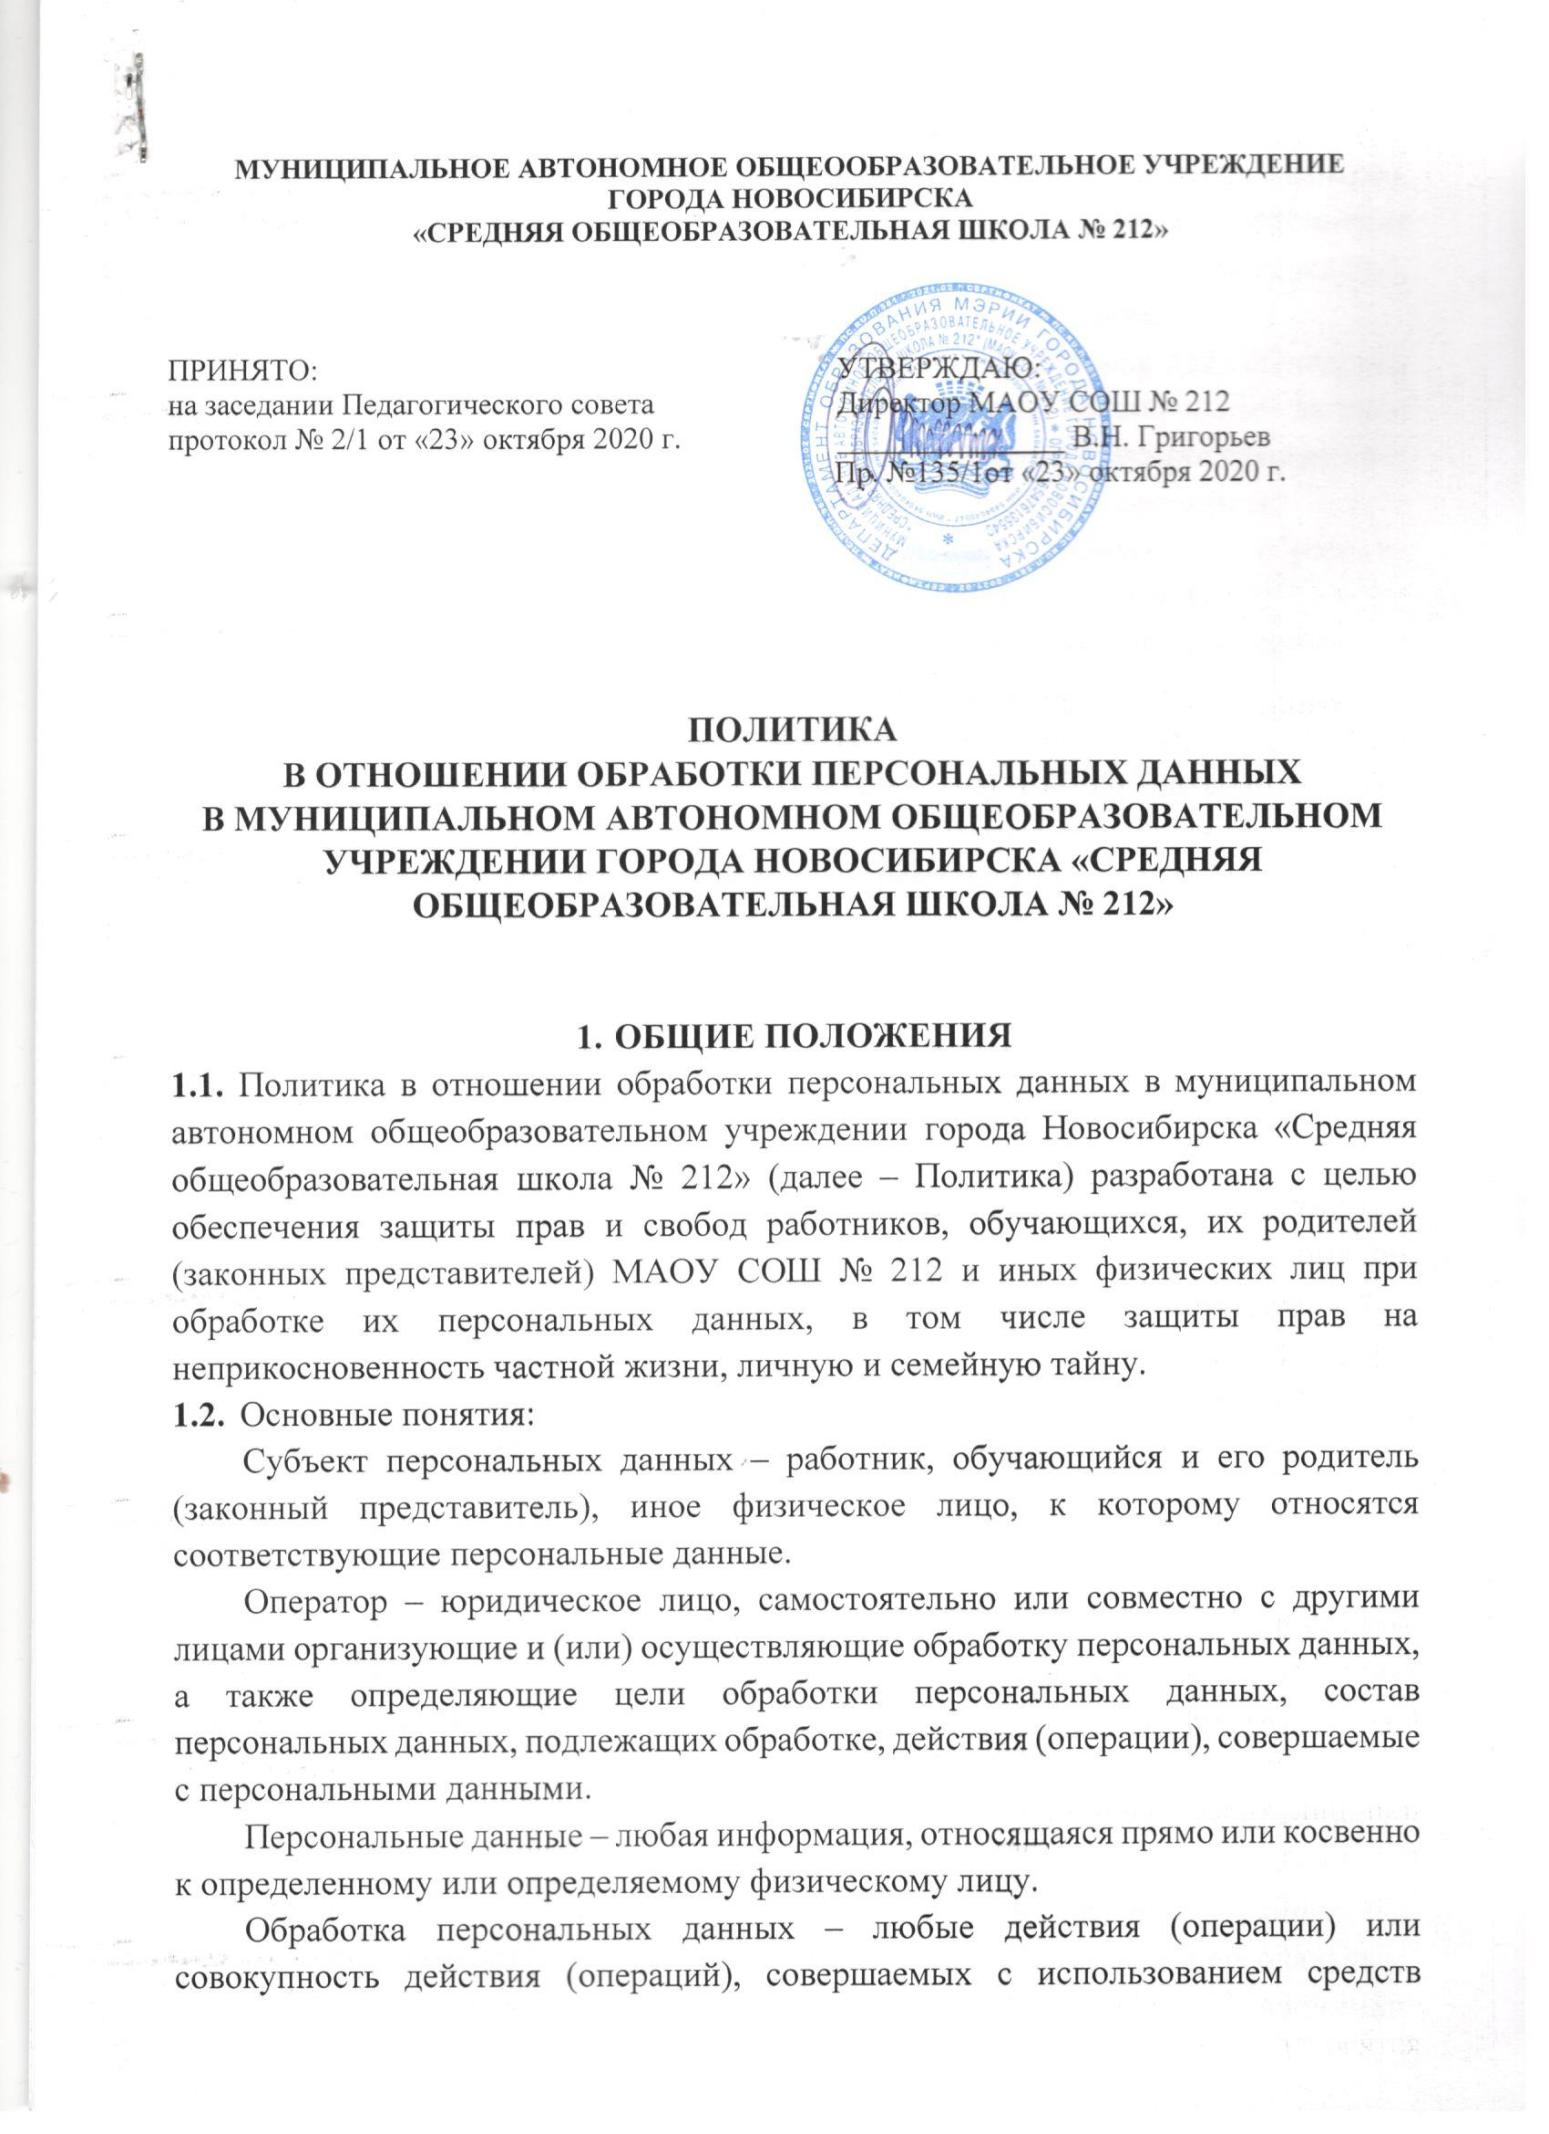 МУНИЦИПАЛЬНОЕ АВТОНОМНОЕ ОБЩЕООБРАЗОВАТЕЛЬНОЕ УЧРЕЖДЕНИЕ
ГОРОДА НОВОСИБИРСКА
«СРЕДНЯЯ ОБЩЕОБРАЗОВАТЕЛЬНАЯ ШКОЛА № 212»
ПРИНЯТО:
на заседании Педагогического совета
протокол № 2/1 от «23» октября 2020 г.
УТВЕРЖДАЮ:
Директор МАОУ СОШ № 212
В.Н. Григорьев
Пр. №135/1от «23» октября 2020 г.
ДЕПАРТАМЕНТ ОБРАЗОВАНИЯ МЭРИИ ГОРОДА НОВОСИБИРСКА
ПОЛИТИКА
В ОТНОШЕНИИ ОБРАБОТКИ ПЕРСОНАЛЬНЫХ ДАННЫХ
В МУНИЦИПАЛЬНОМ АВТОНОМНОМ ОБЩЕОБРАЗОВАТЕЛЬНОМ
УЧРЕЖДЕНИИ ГОРОДА НОВОСИБИРСКА «СРЕДНЯЯ
ОБЩЕОБРАЗОВАТЕЛЬНАЯ ШКОЛА № 212»
1. ОБЩИЕ ПОЛОЖЕНИЯ
1.1. Политика в отношении обработки персональных данных в муниципальном
автономном общеобразовательном учреждении города Новосибирска «Средняя
общеобразовательная школа № 212» (далее – Политика) разработана с целью
обеспечения защиты прав и свобод работников, обучающихся, их родителей
(законных представителей) МАОУ СОШ № 212 и иных физических лиц при
обработке их персональных данных, в том числе защиты прав на
неприкосновенность частной жизни, личную и семейную тайну.
1.2. Основные понятия:
Субъект персональных данных – работник, обучающийся и его родитель
(законный представитель), иное физическое лицо, к которому относятся
соответствующие персональные данные.
Оператор – юридическое лицо, самостоятельно или совместно с другими
лицами организующие и (или) осуществляющие обработку персональных данных,
а также определяющие цели обработки персональных данных, состав
персональных данных, подлежащих обработке, действия (операции), совершаемые
с персональными данными.
Персональные данные – любая информация, относящаяся прямо или косвенно
к определенному или определяемому физическому лицу.
Обработка персональных данных – любые действия (операции) или
совокупность действия (операций), совершаемых с использованием средств